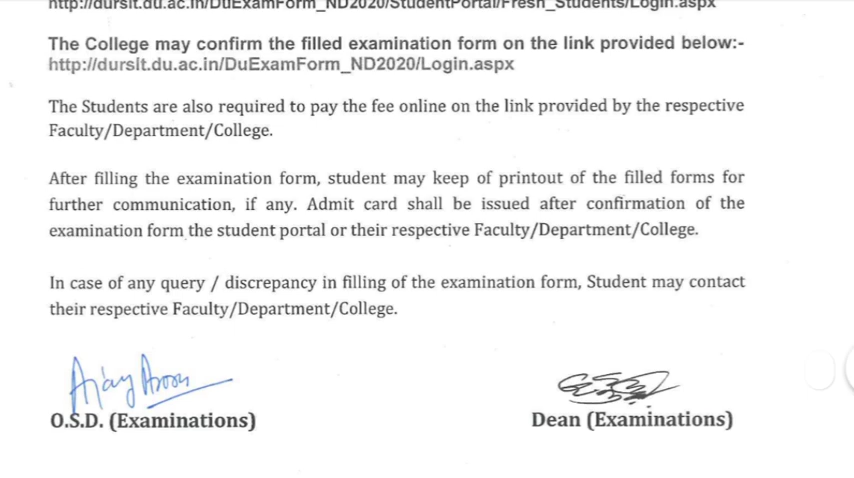 http://durslt.du.ac.in/DuExamForm_ND2020/StudentPortal/Fresh_Students/Login.aspx
The College may confirm the filled examination form on the link provided below:-
http://durslt.du.ac.in/DuExamForm_ND2020/Login.aspx
The Students are also required to pay the fee online on the link provided by the respective
Faculty/Department/College.
After filling the examination form, student may keep of printout of the filled forms for
further communication, if any. Admit card shall be issued after confirmation of the
examination form the student portal or their respective Faculty/Department/College.
In case of any query / discrepancy in filling of the examination form, Student may contact
their respective Faculty/Department/College.
Ajay
O.S.D. (Examinations)
Dean (Examinations)